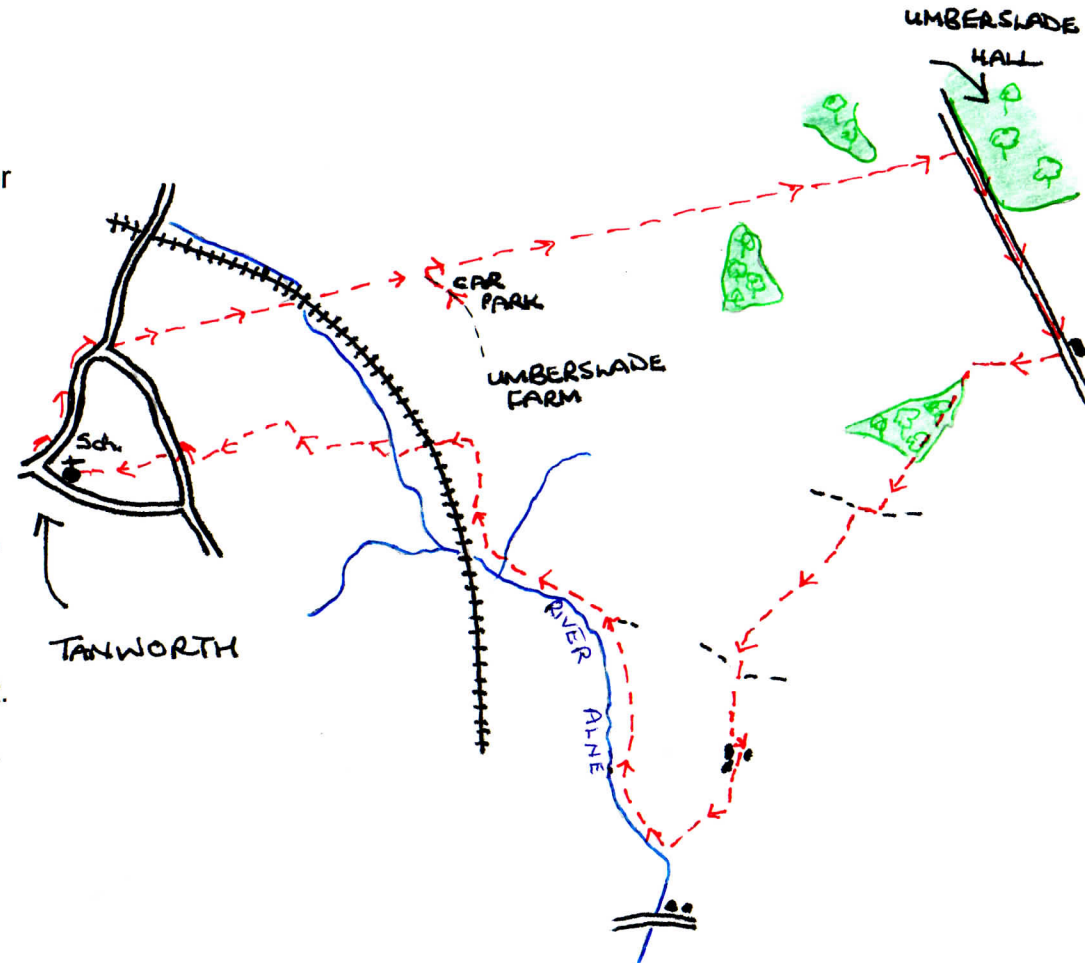 UMBERSLADE
HALL
r
CAR
PARK
UMBERSLADE
FARM
Sch.
RIVER
ALNE
TANWORTH
.